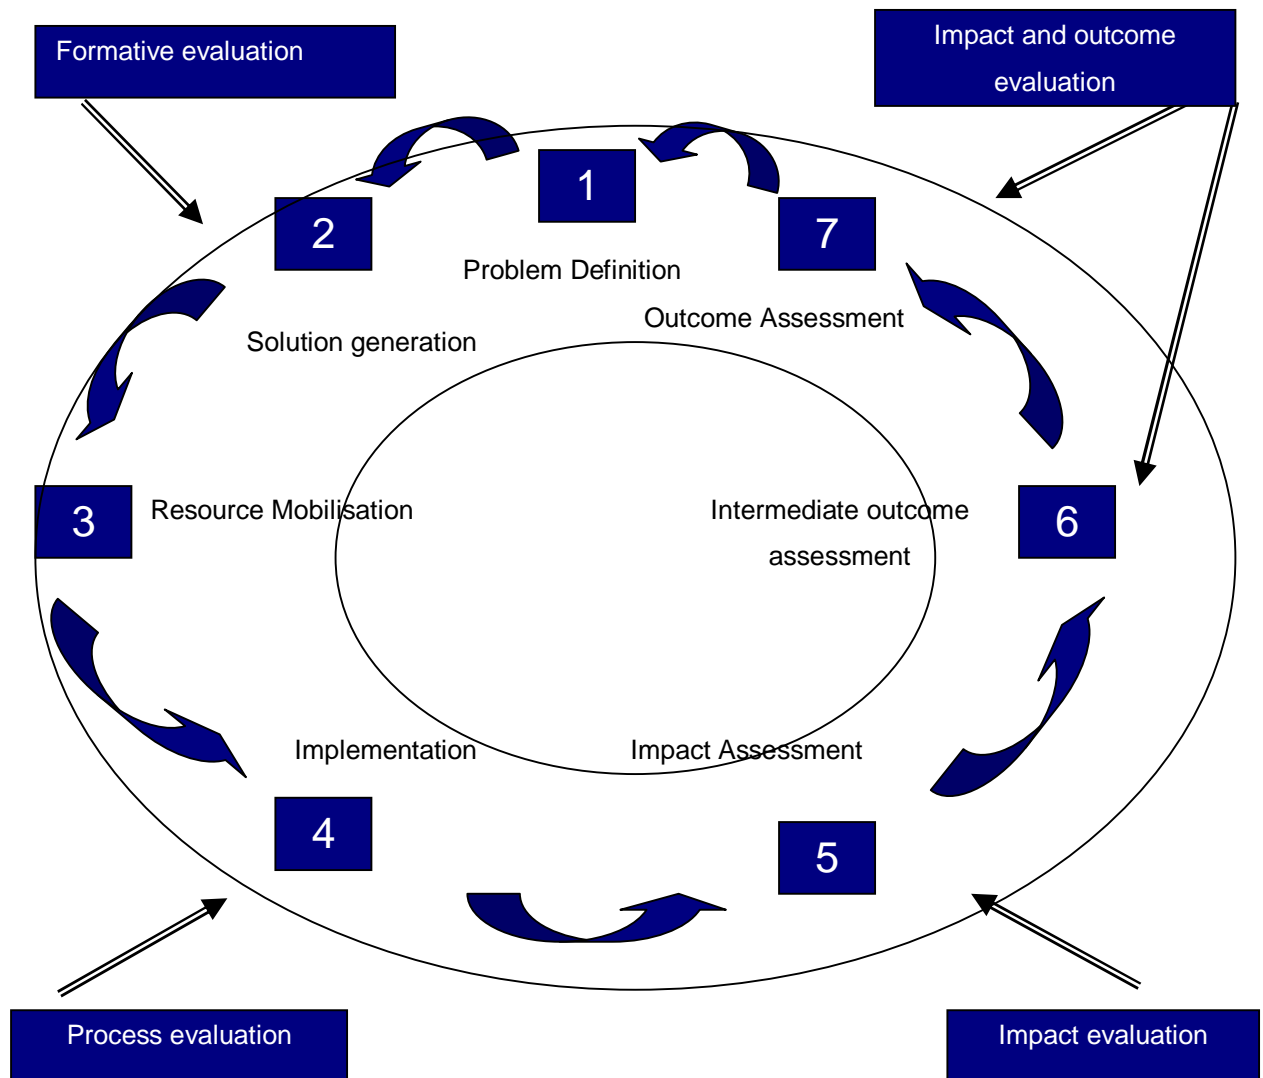 Formative evaluation
Impact and outcome
evaluation
1
2
7
Problem Definition
Outcome Assessment
Solution generation
3
Resource Mobilisation
Intermediate outcome
assessment
6
Implementation
Impact Assessment
4
5
Process evaluation
Impact evaluation